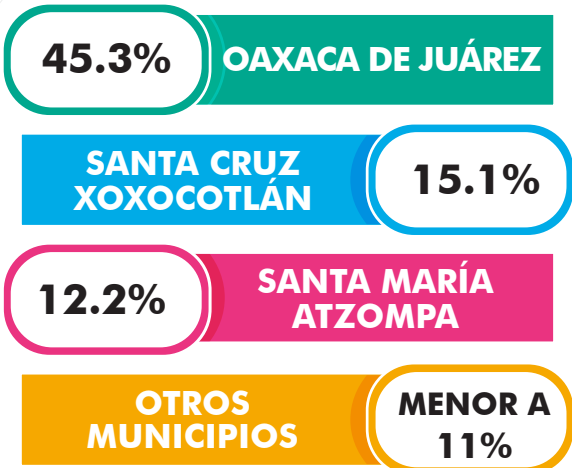 45.3%
OAXACA DE JUÁREZ
SANTA CRUZ
XOXOCOTLÁN
15.1%
12.2%
SANTA MARÍA
ATZOMPA
OTROS
MUNICIPIOS
MENOR A
11%